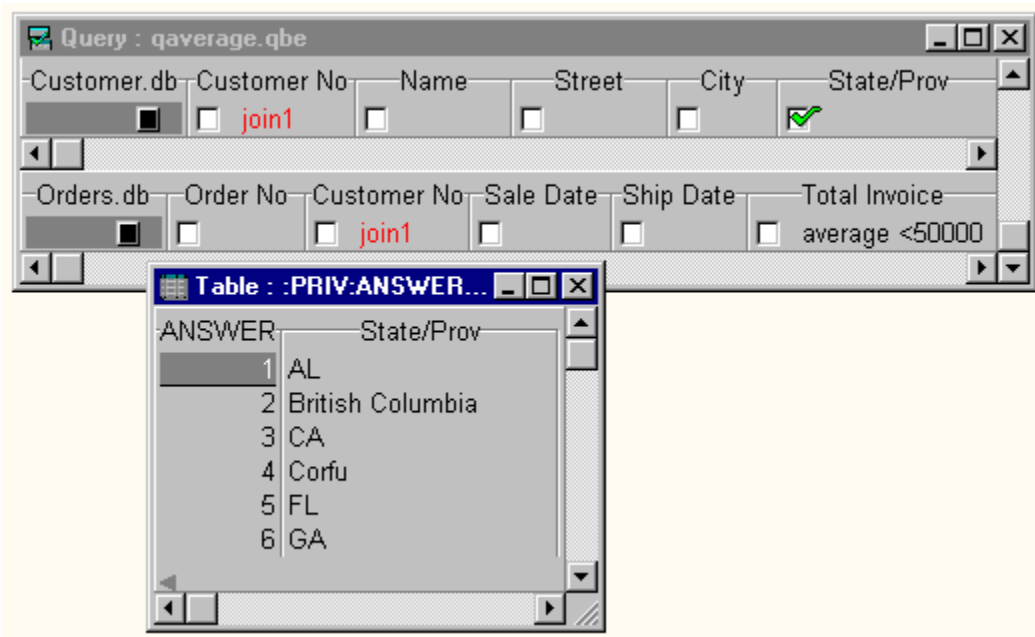 Query : qaverage.qbe
Customer.db Customer No Name Street City State/Prov
join1
Orders.db Order No Customer No Sale Date Ship Date Total Invoice
join1 average <50000
Table : :PRIV:ANSWER...
ANSWER State/Prov
1 AL
2 British Columbia
3 CA
4 Corfu
5 FL
6 GA